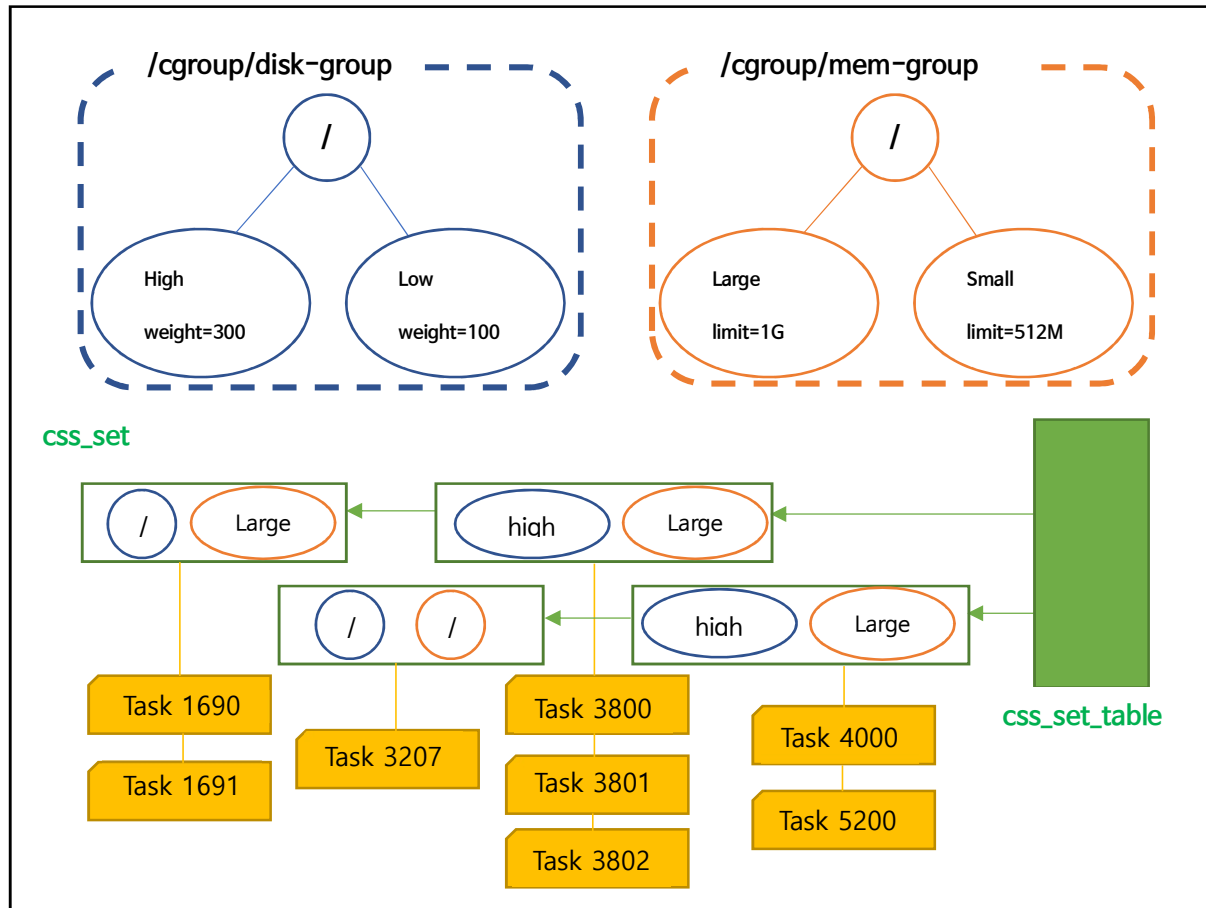 /cgroup/disk-group
/cgroup/mem-group
/
/
High
weight=300
Low
weight=100
Large
limit=1G
Small
limit=512M
css_set
/
Large
high
Large
/
/
high
Large
css_set_table
Task 1690
Task 1691
Task 3207
Task 3800
Task 3801
Task 3802
Task 4000
Task 5200